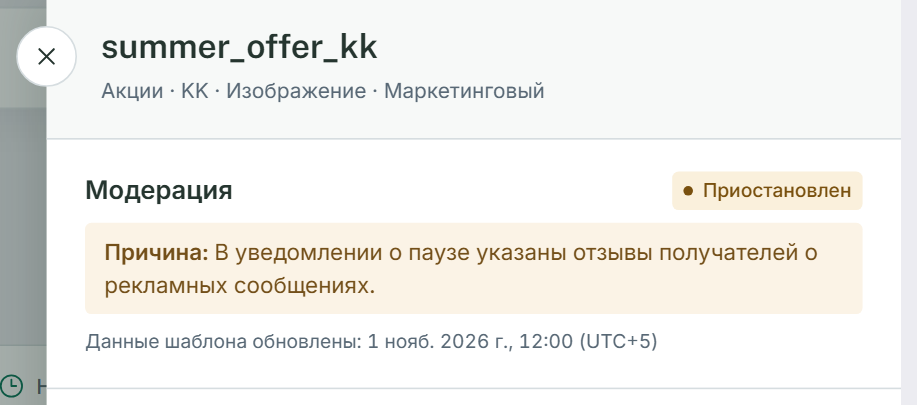 summer_offer_kk
Акции · KK · Изображение · Маркетинговый
Модерация
Приостановлен
Причина: В уведомлении о паузе указаны отзывы получателей о
рекламных сообщениях.
Данные шаблона обновлены: 1 нояб. 2026 г., 12:00 (UTC+5)